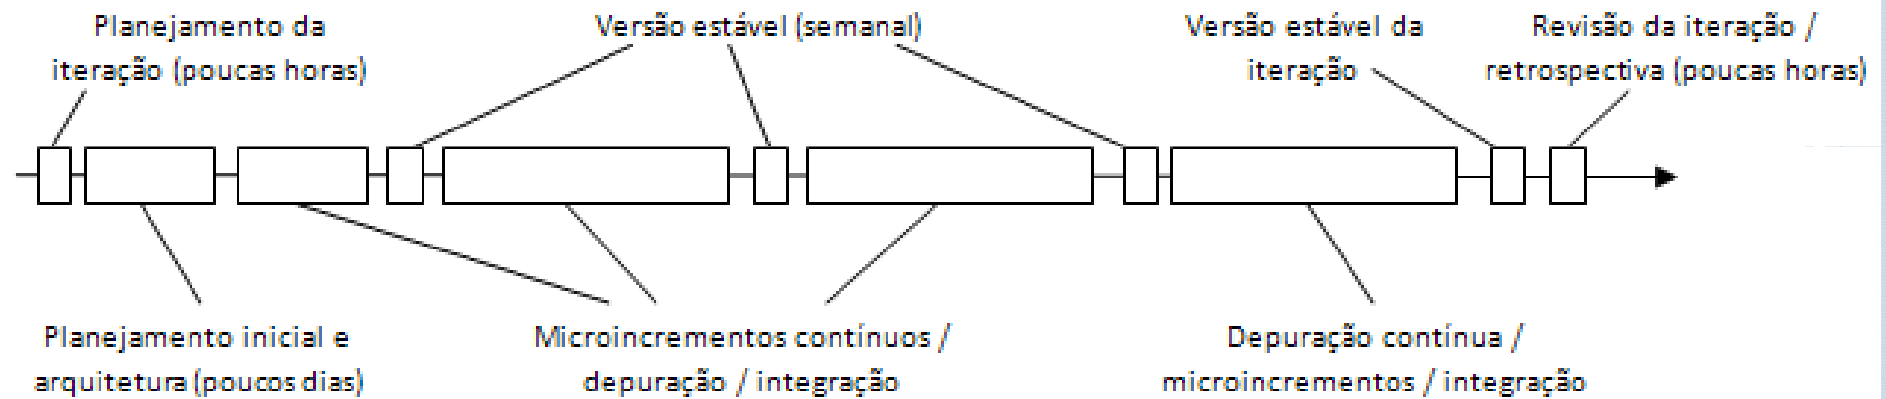 Planejamento da
iteração (poucas horas)
Versão estável (semanal)
Versão estável da
iteração
Revisão da iteração /
retrospectiva (poucas horas)
Planejamento inicial e
arquitetura (poucos dias)
Microincrementos contínuos /
depuração / integração
Depuração contínua /
microincrementos / integração